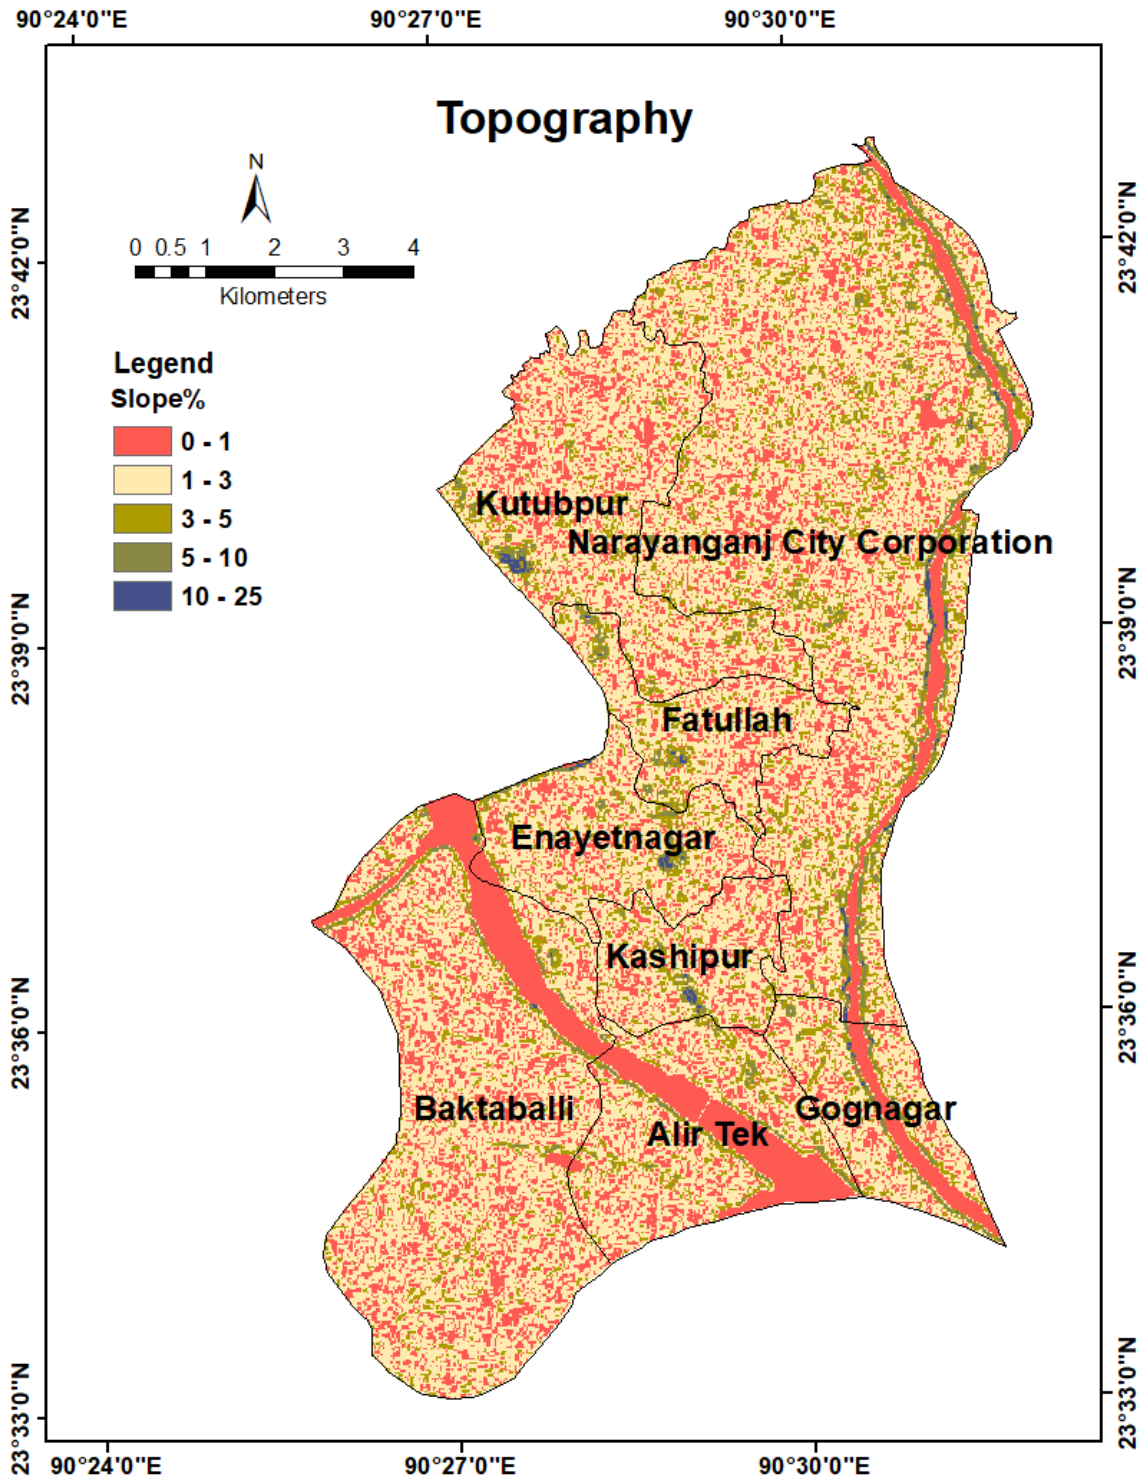 90°24'0"E 90°27'0"E 90°30'0"E
Topography
N
0 0.5 1 2 3 4
Kilometers
23°42'0"N 23°42'0"N
Legend
Slope%
0 - 1
1 - 3
3 - 5
5 - 10
10 - 25
Kutubpur
Narayanganj City Corporation
23°39'0"N 23°39'0"N
Fatullah
Enayetnagar
Kashipur
23°36'0"N 23°36'0"N
Baktaballi
Gognagar
Alir Tek
23°33'0"N 23°33'0"N
90°24'0"E 90°27'0"E 90°30'0"E